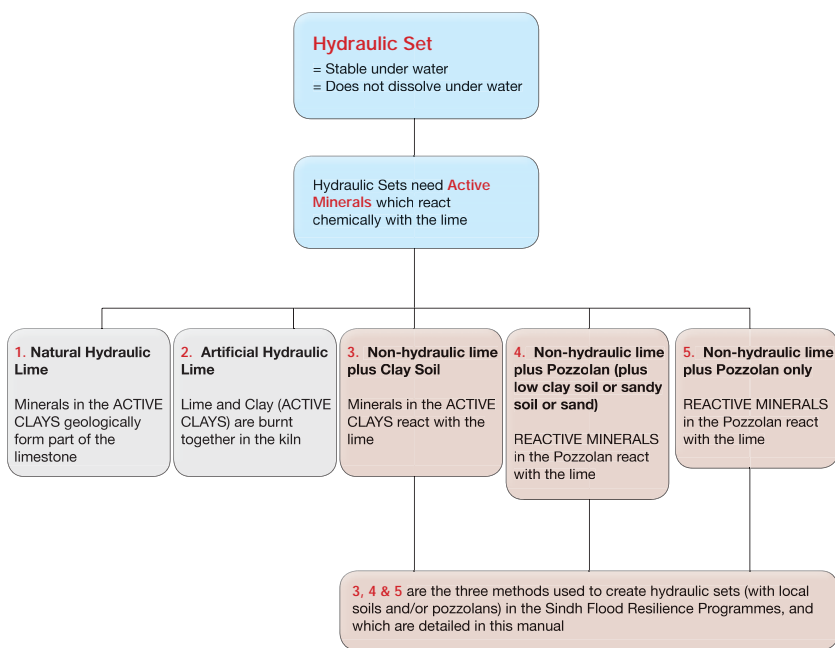 Hydraulic Set
= Stable under water
= Does not dissolve under water
Hydraulic Sets need Active
Minerals which react
chemically with the lime
1. Natural Hydraulic
Lime
Minerals in the ACTIVE
CLAYS geologically
form part of the
limestone
2. Artificial Hydraulic
Lime
Lime and Clay (ACTIVE
CLAYS) are burnt
together in the kiln
3. Non-hydraulic lime
plus Clay Soil
Minerals in the ACTIVE
CLAYS react with the
lime
4. Non-hydraulic lime
plus Pozzolan (plus
low clay soil or sandy
soil or sand)
REACTIVE MINERALS
in the Pozzolan react
with the lime
5. Non-hydraulic lime
plus Pozzolan only
REACTIVE MINERALS
in the Pozzolan react
with the lime
3, 4 & 5 are the three methods used to create hydraulic sets (with local
soils and/or pozzolans) in the Sindh Flood Resilience Programmes, and
which are detailed in this manual